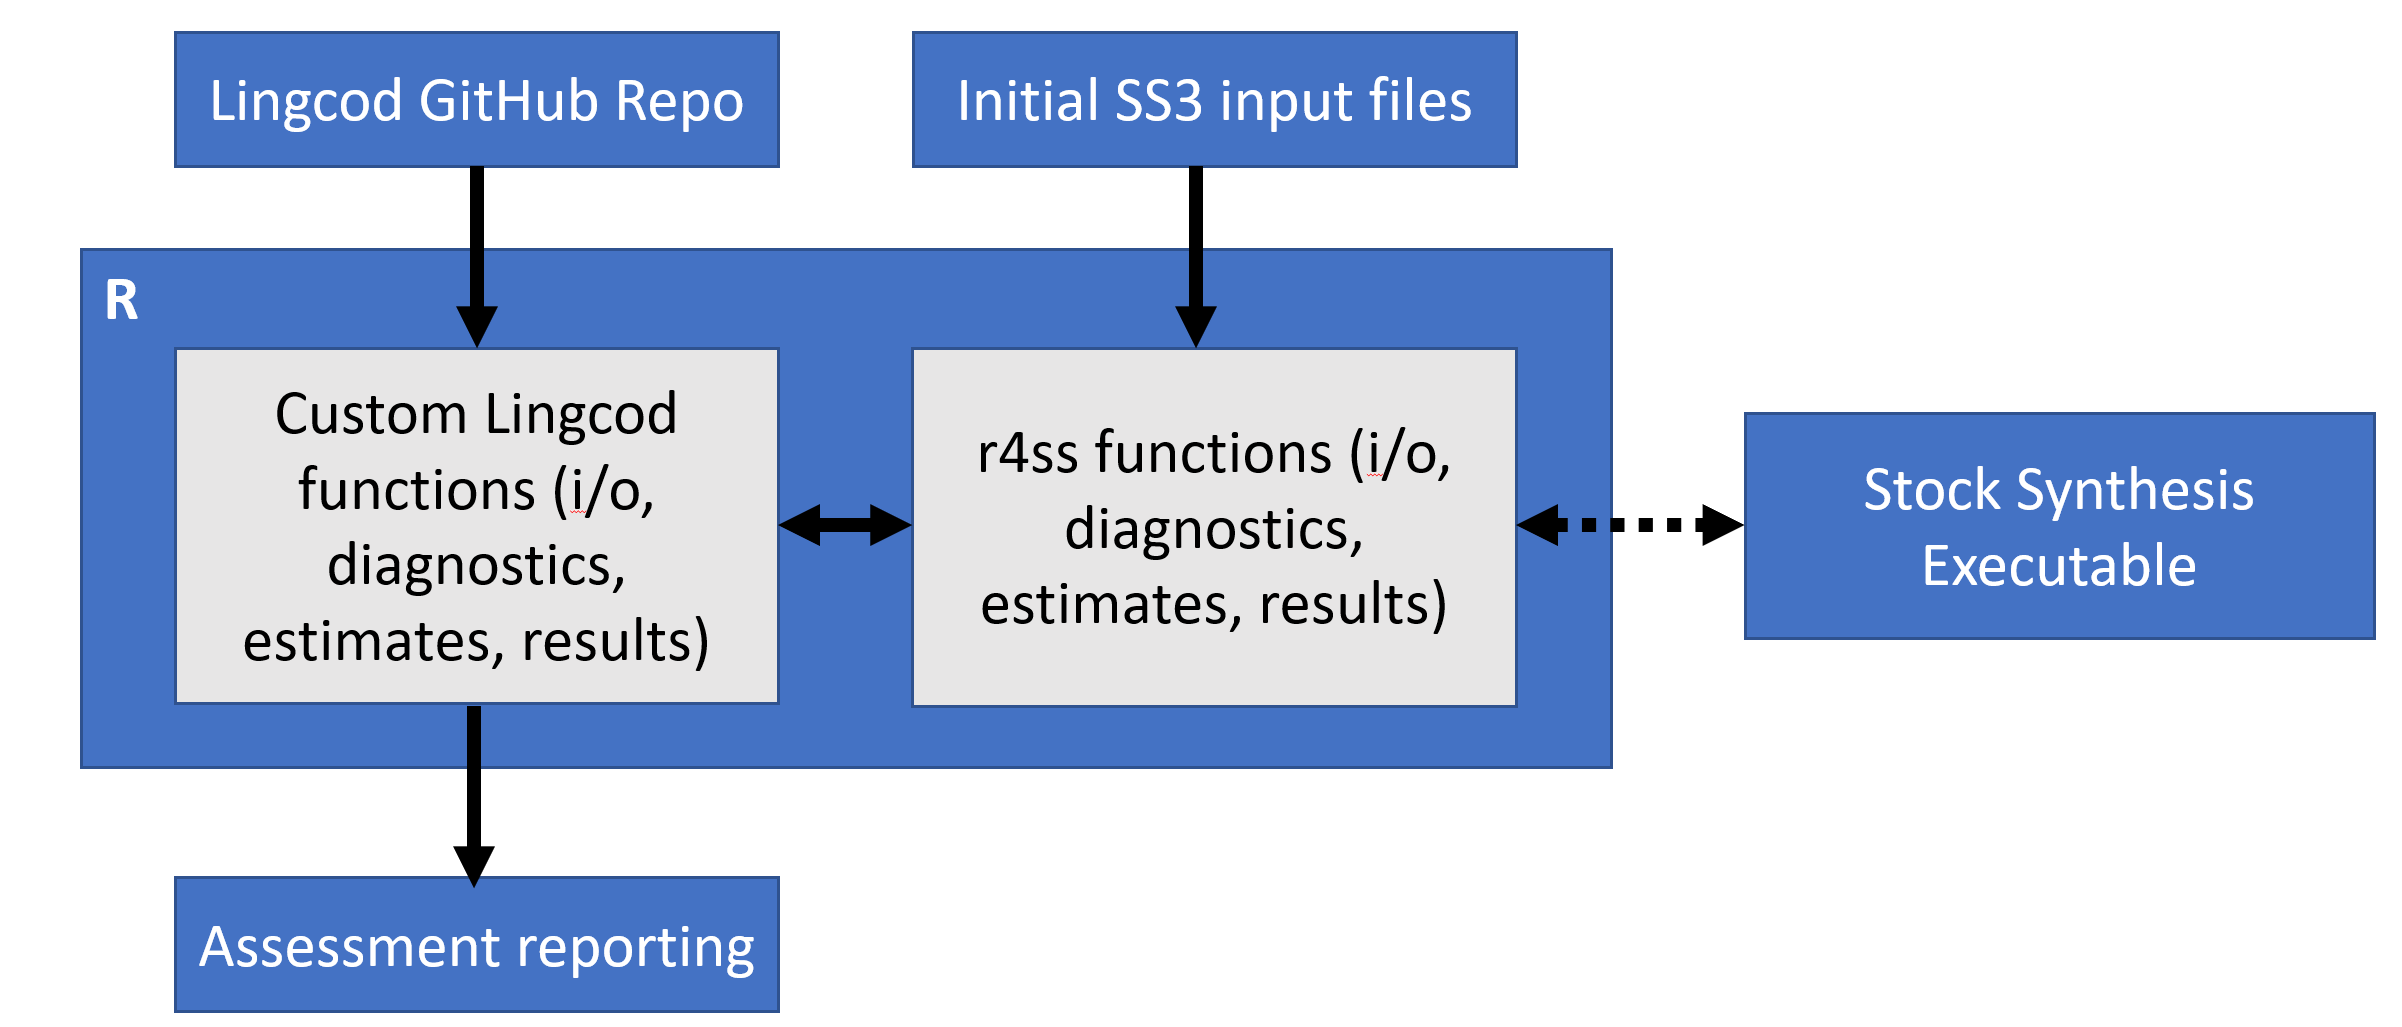 Lingcod GitHub Repo
Initial SS3 input files
R
Custom Lingcod
functions (i/o,
diagnostics,
estimates, results)
r4ss functions (i/o,
diagnostics,
estimates, results)
Stock Synthesis
Executable
Assessment reporting